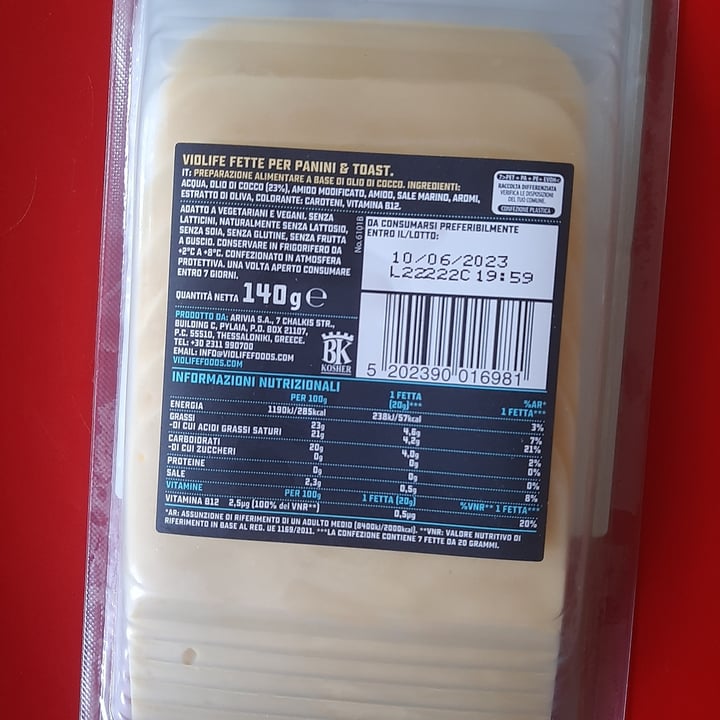 VIOLIFE FETTE PER PANINI & TOAST.
IT: PREPARAZIONE ALIMENTARE A BASE DI OLIO DI COCCO. INGREDIENTI:
ACQUA, OLIO DI COCCO (23%), AMIDO MODIFICATO, AMIDO, SALE MARINO, AROMI,
ESTRATTO DI OLIVA, COLORANTE: CAROTENI, VITAMINA B12.
7>PET + PA + PE + EVOH<
RACCOLTA DIFFERENZIATA
VERIFICA LE DISPOSIZIONI
DEL TUO COMUNE.
CONFEZIONE PLASTICA
ADATTO A VEGETARIANI E VEGANI. SENZA
LATTICINI, NATURALMENTE SENZA LATTOSIO,
SENZA SOIA, SENZA GLUTINE, SENZA FRUTTA
A GUSCIO. CONSERVARE IN FRIGORIFERO DA
+2°C A +8°C. CONFEZIONATO IN ATMOSFERA
PROTETTIVA. UNA VOLTA APERTO CONSUMARE
ENTRO 7 GIORNI.
No.6101B
DA CONSUMARSI PREFERIBILMENTE
ENTRO IL/LOTTO:
10/06/2023
L22222C 19:59
QUANTITÀ NETTA 140g e
PRODOTTO DA: ARIVIA S.A., 7 CHALKIS STR.,
BUILDING C, PYLAIA, P.O. BOX 21107,
P.C. 55510, THESSALONIKI, GREECE.
TEL: +30 2311 990700
EMAIL: INFO@VIOLIFEFOODS.COM
VIOLIFEFOODS.COM
BK
KOSHER
5 202390 016981
INFORMAZIONI NUTRIZIONALI
PER 100g 1 FETTA (20g)*** %AR* 1 FETTA***
ENERGIA 1190kJ/285kcal 238kJ/57kcal 3%
GRASSI 23g 4,6g 7%
-DI CUI ACIDI GRASSI SATURI 21g 4,2g 21%
CARBOIDRATI 20g 4,0g 2%
-DI CUI ZUCCHERI 0g 0g 0%
PROTEINE 0g 0g 0%
SALE 2,3g 0,5g 8%
VITAMINE PER 100g 1 FETTA (20g) %VNR** 1 FETTA***
VITAMINA B12 2,5µg (100% del VNR**) 0,5µg 20%
*AR: ASSUNZIONE DI RIFERIMENTO DI UN ADULTO MEDIO (8400kJ/2000kcal). **VNR: VALORE NUTRITIVO DI
RIFERIMENTO IN BASE AL REG. UE 1169/2011. ***LA CONFEZIONE CONTIENE 7 FETTE DA 20 GRAMMI.